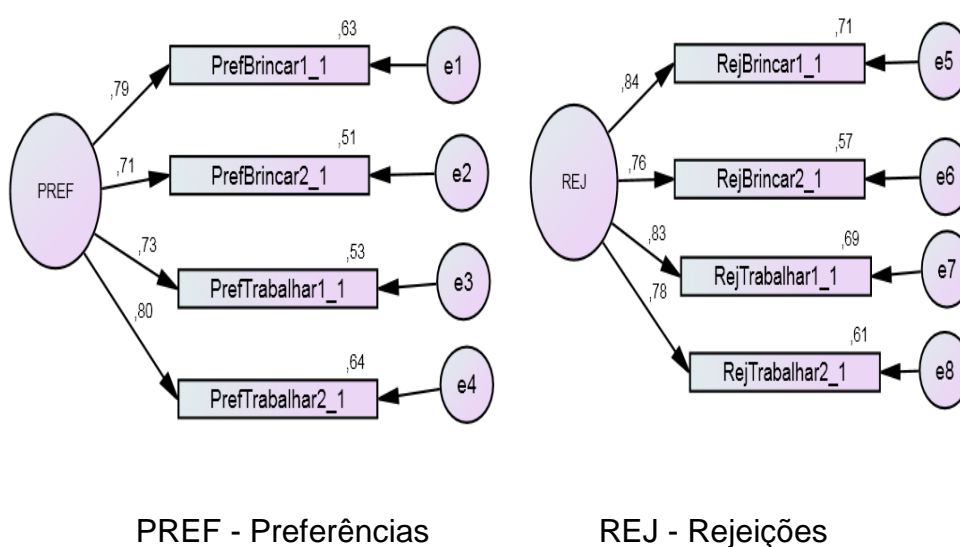 ,63
PrefBrincar1_1
e1
,79
,51
PrefBrincar2_1
e2
,71
PREF
,53
PrefTrabalhar1_1
e3
,73
,64
PrefTrabalhar2_1
e4
,80
,71
RejBrincar1_1
e5
,84
,57
RejBrincar2_1
e6
,76
REJ
,69
RejTrabalhar1_1
e7
,83
,61
RejTrabalhar2_1
e8
,78
PREF - Preferências
REJ - Rejeições